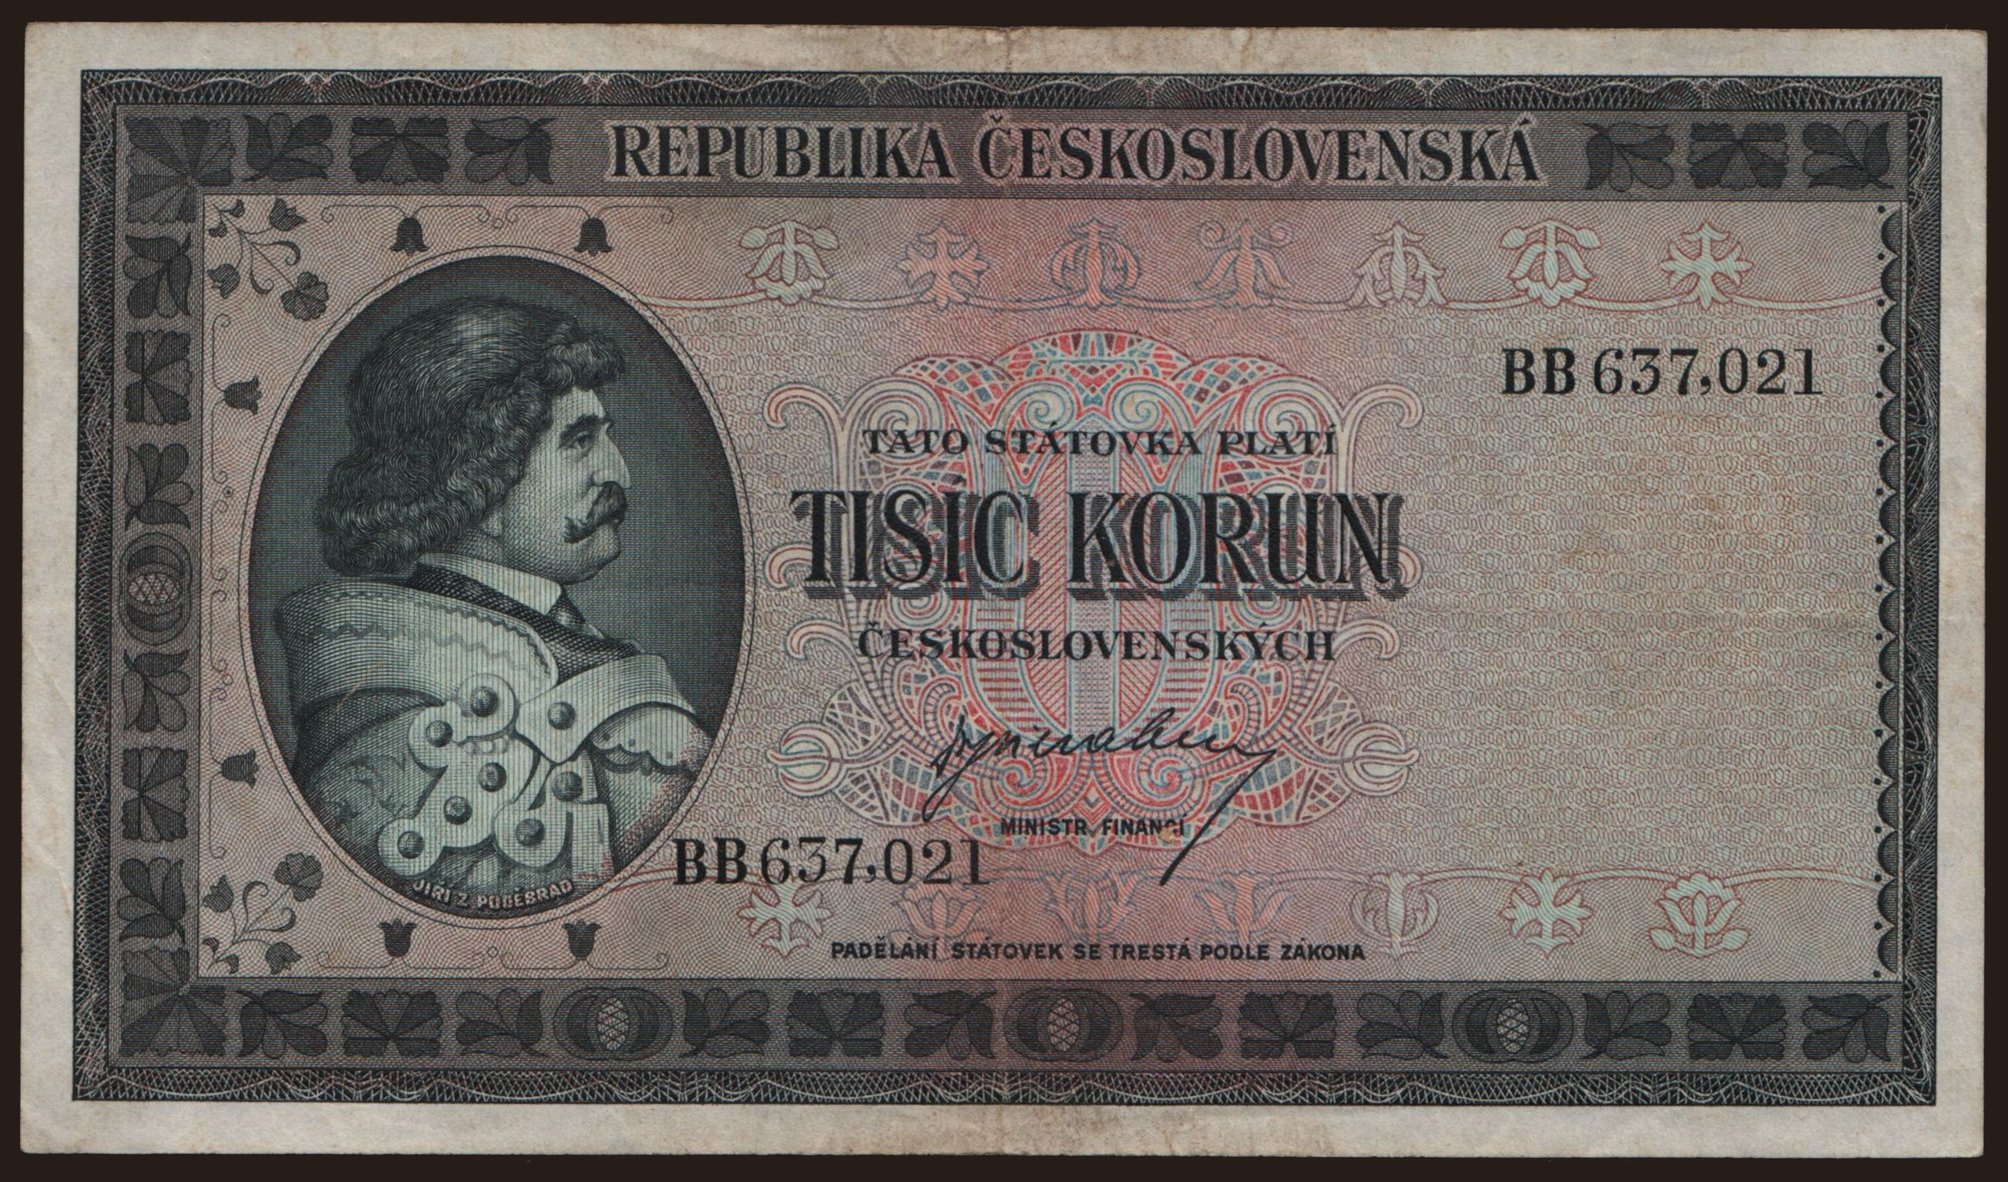 REPUBLIKA ČESKOSLOVENSKÁ
BB 637,021
TATO STÁTOVKA PLATÍ
TISÍC KORUN
ČESKOSLOVENSKÝCH
MINISTR FINANCÍ
BB 637,021
JIŘÍ Z PODĚBRAD
PADĚLÁNÍ STÁTOVEK SE TRESTÁ PODLE ZÁKONA